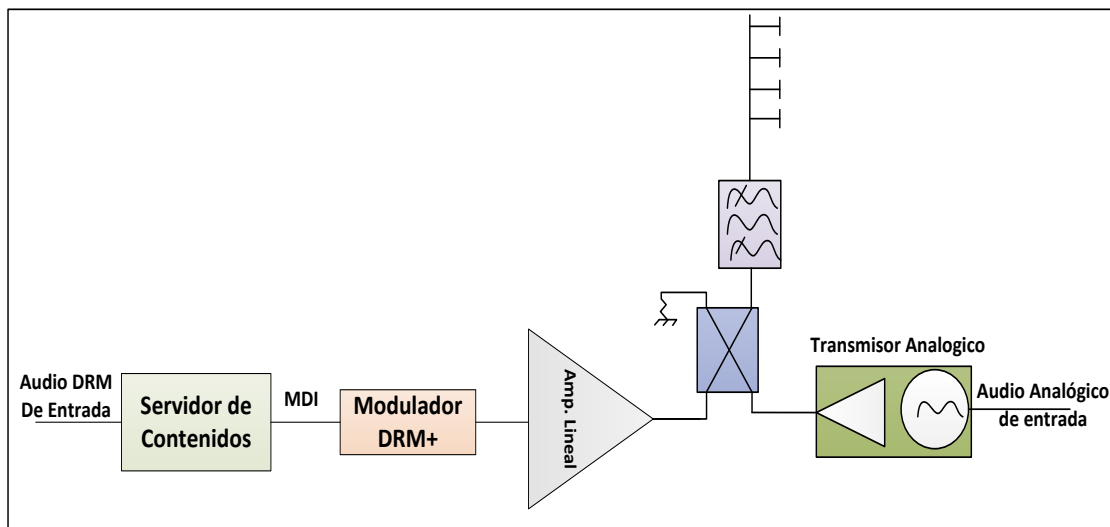 Audio DRM
De Entrada
Servidor de
Contenidos
MDI
Modulador
DRM+
Amp. Lineal
Transmisor Analogico
Audio Analógico
de entrada